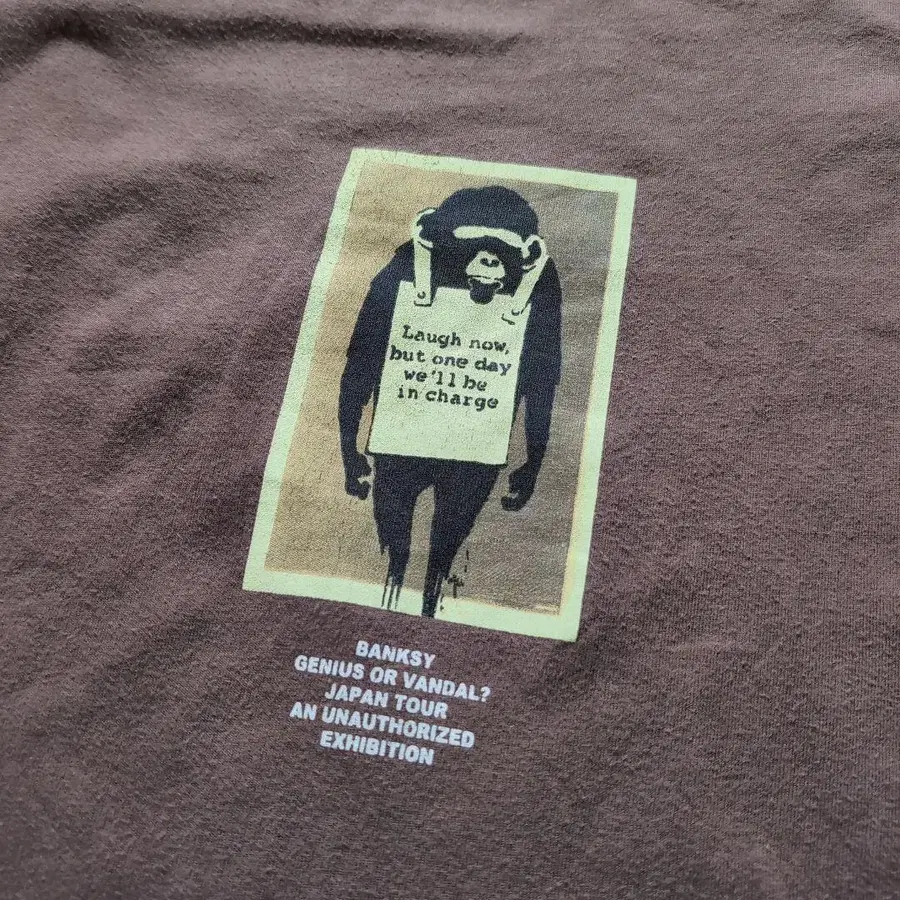 Laugh now,
but one day
we'll be
in charge
BANKSY
GENIUS OR VANDAL?
JAPAN TOUR
AN UNAUTHORIZED
EXHIBITION